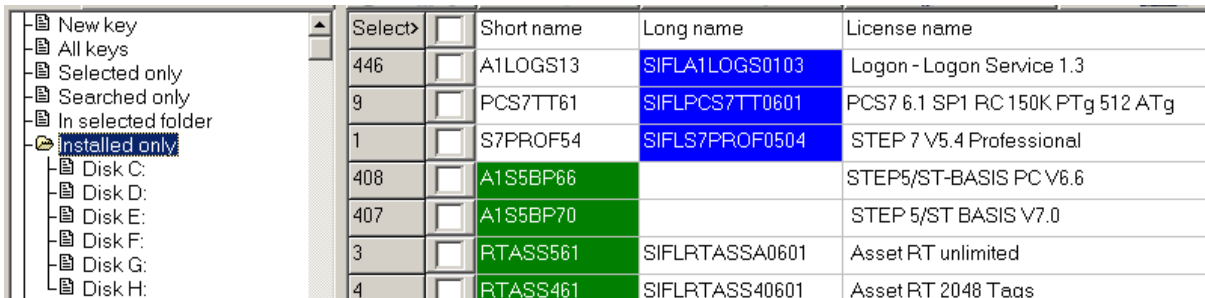 New key
All keys
Selected only
Searched only
In selected folder
Installed only
Disk C:
Disk D:
Disk E:
Disk F:
Disk G:
Disk H:
Select> Short name Long name License name
446 A1LOGS13 SIFLA1LOGS0103 Logon - Logon Service 1.3
9 PCS7TT61 SIFLPCS7TT0601 PCS7 6.1 SP1 RC 150K PTg 512 ATg
1 S7PROF54 SIFLS7PROF0504 STEP 7 V5.4 Professional
408 A1S5BP66 STEP5/ST-BASIS PC V6.6
407 A1S5BP70 STEP 5/ST BASIS V7.0
3 RTASS561 SIFLRTASSA0601 Asset RT unlimited
4 RTASS461 SIFLRTASS40601 Asset RT 2048 Tags